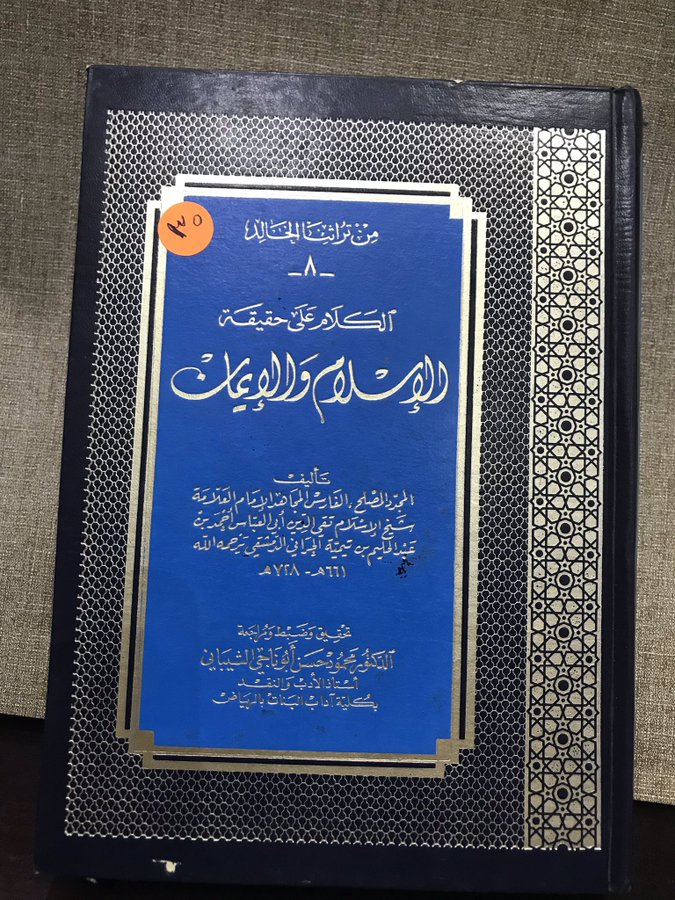 من تراثنا الخالد
-٨-
الكلام على حقيقة
الإسلام والإيمان
تأليف
المجدد المصلح، الفارس المجاهد الإمام العلامة
شيخ الإسلام تقي الدين أبي العباس أحمد بن
عبد الحليم بن تيمية الحراني الدمشقي يرحمه الله
٦٦١هـ - ٧٢٨هـ
تحقيق وضبط ومراجعة
الدكتور محمود حسن أبو ناجي الشيباني
أستاذ الأدب والنقد
بكلية آداب البنات بالرياض